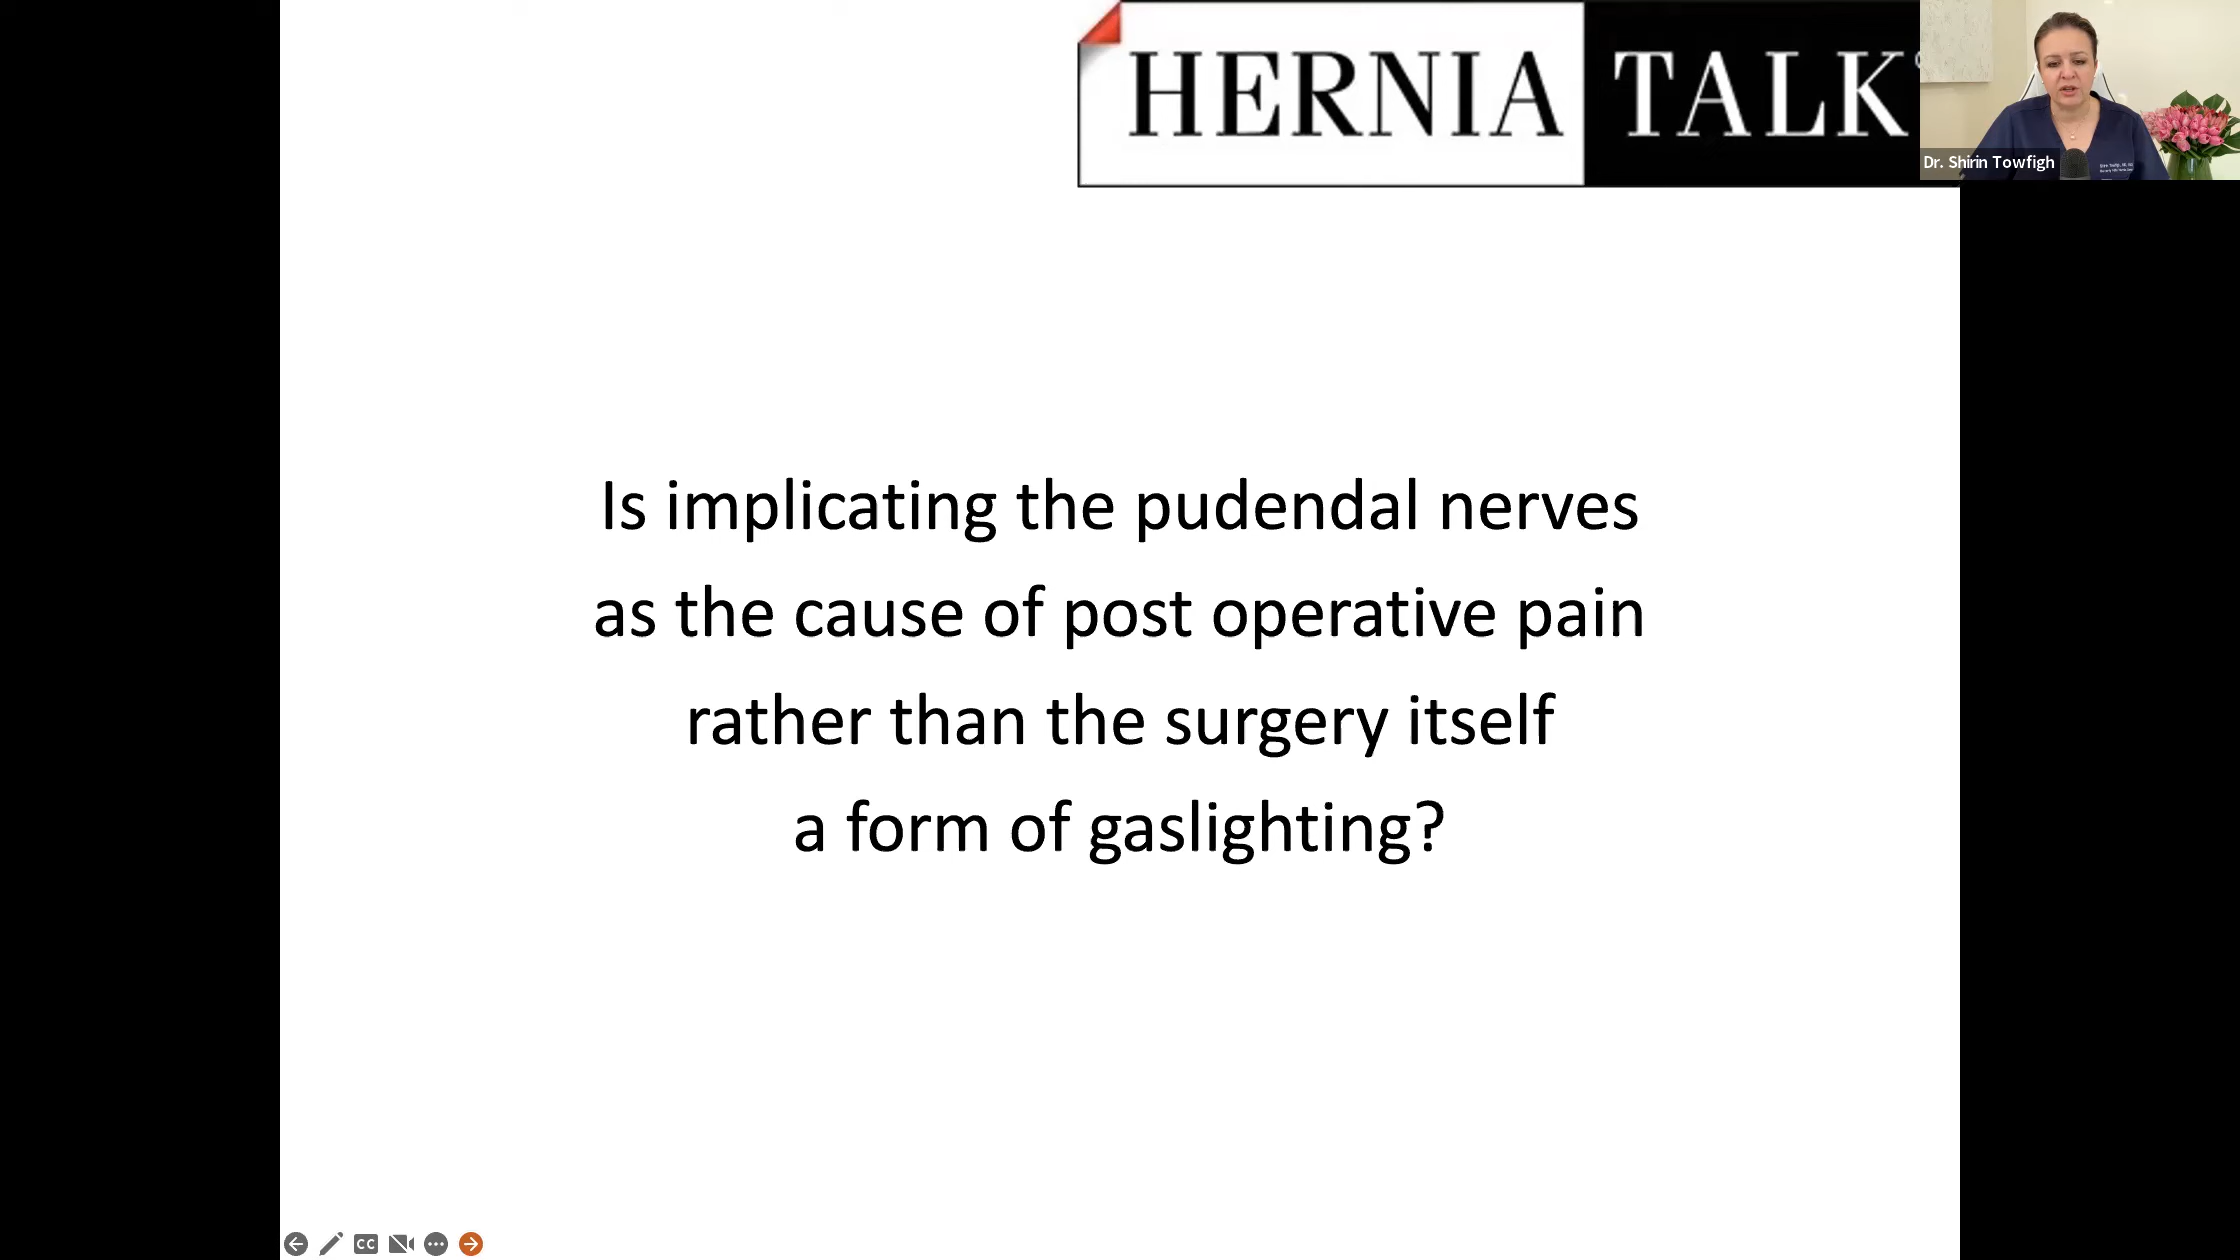 HERNIA TALK
Dr. Shirin Towfigh
Is implicating the pudendal nerves
as the cause of post operative pain
rather than the surgery itself
a form of gaslighting?
CC